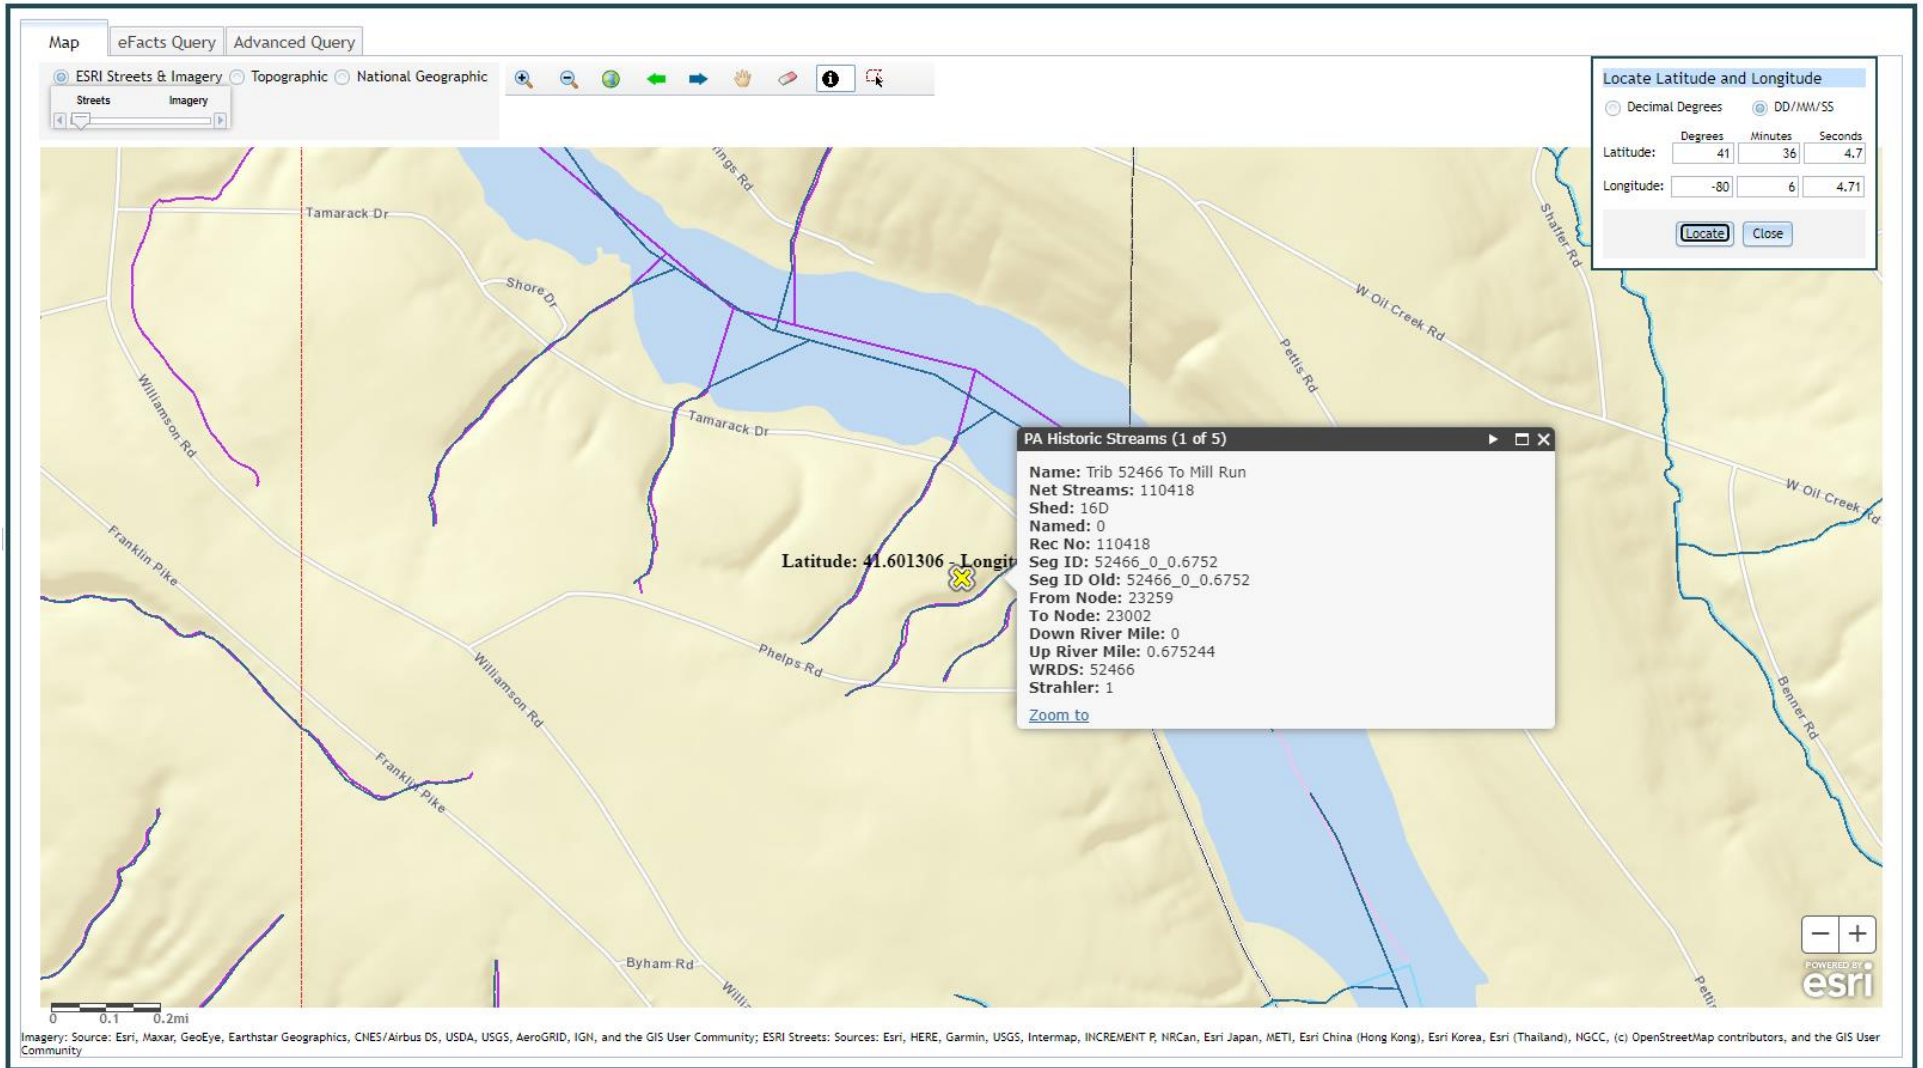 Map eFacts Query Advanced Query
ESRI Streets & Imagery Topographic National Geographic
Streets Imagery
Locate Latitude and Longitude
Decimal Degrees DD/MM/SS
Degrees Minutes Seconds
Latitude: 41 36 4.7
Longitude: -80 6 4.71
Locate Close
rings Rd
Tamarack Dr
Shaffer Rd
Shore Dr
W Oil Creek Rd
Pettis Rd
Williamson Rd
Tamarack Dr
W Oil Creek Rd
Franklin Pike
Latitude: 41.601306 - Longit
PA Historic Streams (1 of 5)
Name: Trib 52466 To Mill Run
Net Streams: 110418
Shed: 16D
Named: 0
Rec No: 110418
Seg ID: 52466_0_0.6752
Seg ID Old: 52466_0_0.6752
From Node: 23259
To Node: 23002
Down River Mile: 0
Up River Mile: 0.675244
WRDS: 52466
Strahler: 1
Zoom to
Phelps Rd
Williamson Rd
Benner Rd
Franklin Pike
Byham Rd
Willi
Petti
POWERED BY
esri
0 0.1 0.2mi
Imagery: Source: Esri, Maxar, GeoEye, Earthstar Geographics, CNES/Airbus DS, USDA, USGS, AeroGRID, IGN, and the GIS User Community; ESRI Streets: Sources: Esri, HERE, Garmin, USGS, Intermap, INCREMENT P, NRCan, Esri Japan, METI, Esri China (Hong Kong), Esri Korea, Esri (Thailand), NGCC, (c) OpenStreetMap contributors, and the GIS User
Community